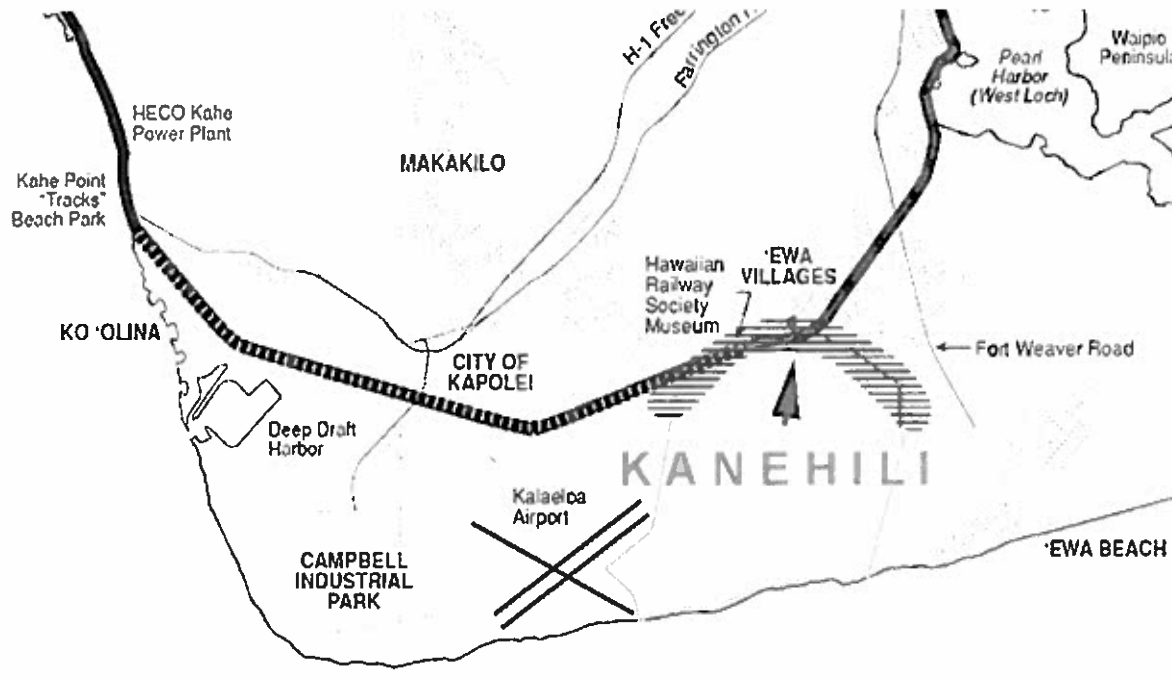 H-1 Free
Farrington
Waipio
Peninsula
Pearl
Harbor
(West Loch)
HECO Kahe
Power Plant
MAKAKILO
Kahe Point
"Tracks"
Beach Park
Hawaiian
Railway
Society
Museum
'EWA
VILLAGES
KO 'OLINA
CITY OF
KAPOLEI
Fort Weaver Road
Deep Draft
Harbor
KANEHILI
Kalaeloa
Airport
CAMPBELL
INDUSTRIAL
PARK
'EWA BEACH